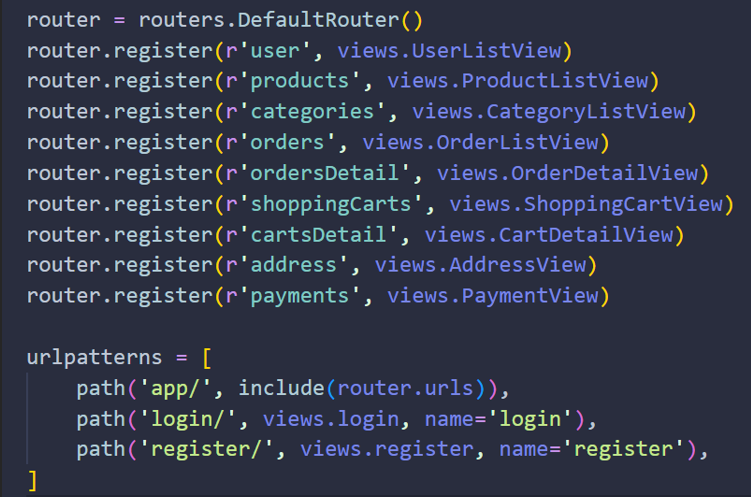 router = routers.DefaultRouter()
router.register(r'user', views.UserListView)
router.register(r'products', views.ProductListView)
router.register(r'categories', views.CategoryListView)
router.register(r'orders', views.OrderListView)
router.register(r'ordersDetail', views.OrderDetailView)
router.register(r'shoppingCarts', views.ShoppingCartView)
router.register(r'cartsDetail', views.CartDetailView)
router.register(r'address', views.AddressView)
router.register(r'payments', views.PaymentView)
urlpatterns = [
    path('app/', include(router.urls)),
    path('login/', views.login, name='login'),
    path('register/', views.register, name='register'),
]